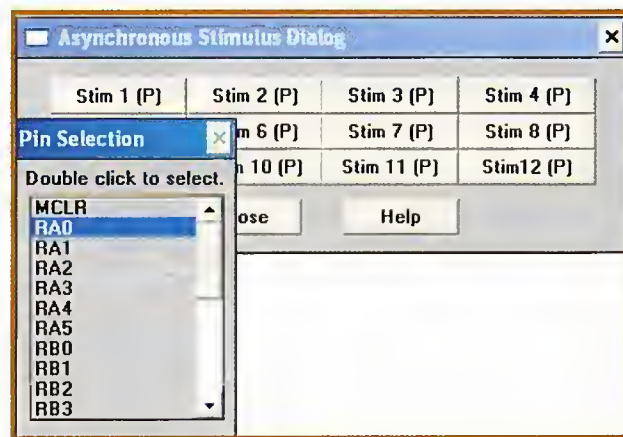 Asynchronous Stimulus Dialog
Stim 1 (P) Stim 2 (P) Stim 3 (P) Stim 4 (P)
m 6 (P) Stim 7 (P) Stim 8 (P)
10 (P) Stim 11 (P) Stim12 (P)
ose Help
Pin Selection
Double click to select.
MCLR
RA0
RA1
RA2
RA3
RA4
RA5
RB0
RB1
RB2
RB3